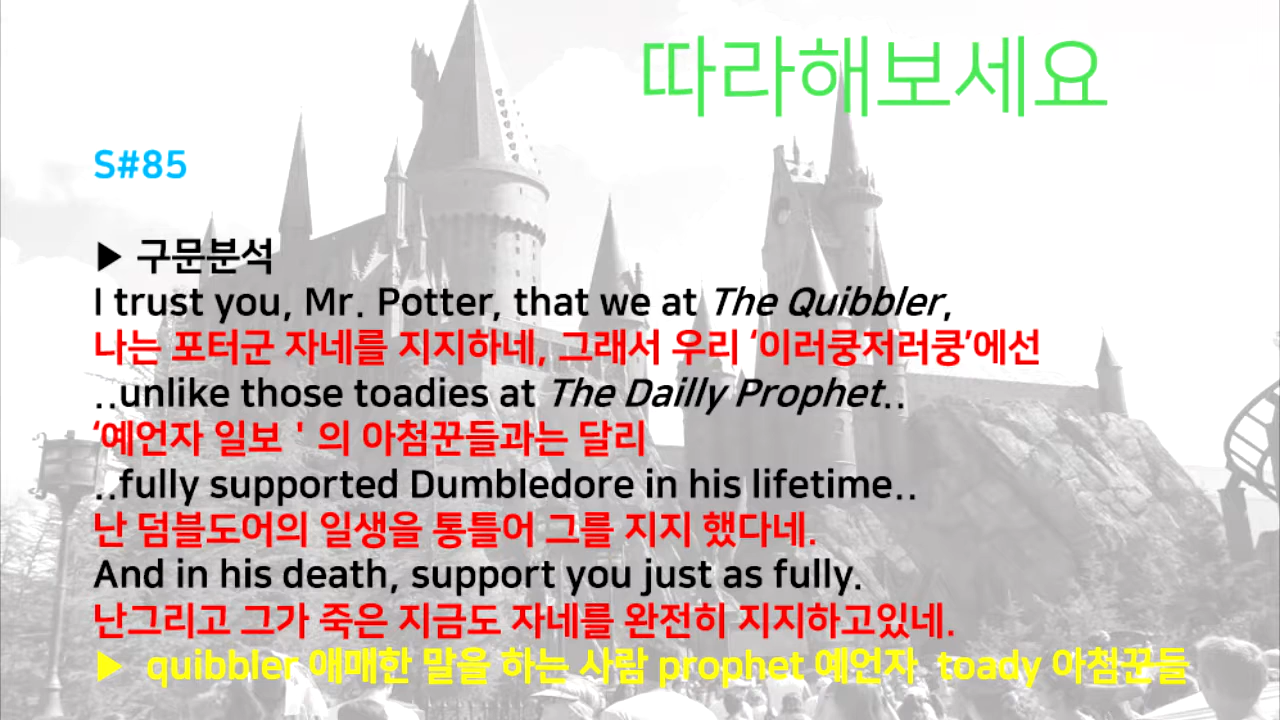 따라해보세요
S#85
▶ 구문분석
I trust you, Mr. Potter, that we at The Quibbler,
나는 포터군 자네를 지지하네, 그래서 우리 ‘이러쿵저러쿵’에선
..unlike those toadies at The Dailly Prophet..
‘예언자 일보 ' 의 아첨꾼들과는 달리
..fully supported Dumbledore in his lifetime..
난 덤블도어의 일생을 통틀어 그를 지지 했다네.
And in his death, support you just as fully.
난그리고 그가 죽은 지금도 자네를 완전히 지지하고있네.
▶ quibbler 애매한 말을 하는 사람 prophet 예언자 toady 아첨꾼들